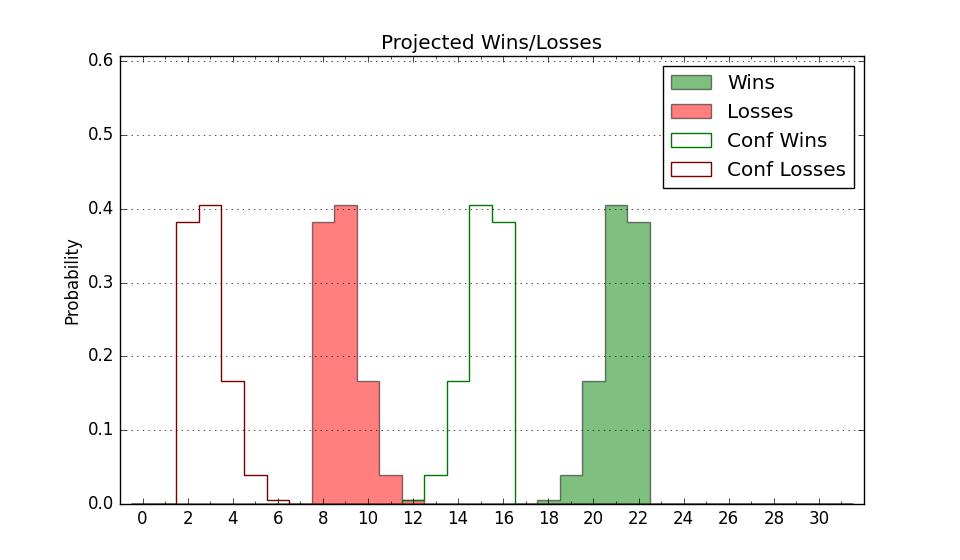 Projected Wins/Losses
0.6
0.5
0.4
0.3
0.2
0.1
0.0
Probability
Wins
Losses
Conf Wins
Conf Losses
0 2 4 6 8 10 12 14 16 18 20 22 24 26 28 30